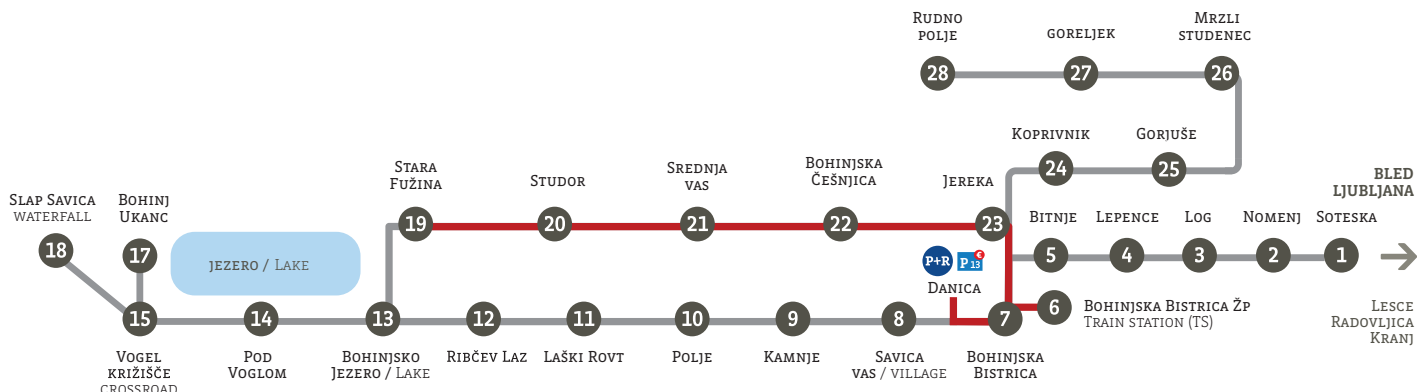 RUDNO
POLJE
GORELJEK
MRZLI
STUDENEC
28
27
26
KOPRIVNIK
GORJUŠE
24
25
STARA
FUŽINA
STUDOR
SREDNJA
VAS
BOHINJSKA
ČEŠNJICA
JEREKA
19
20
21
22
23
BLED
LJUBLJANA
SLAP SAVICA
WATERFALL
BOHINJ
UKANC
18
17
JEZERO / LAKE
BITNJE
LEPENCE
LOG
NOMENJ
SOTESKA
5
4
3
2
1
P+R
P 13 €
DANICA
6
BOHINJSKA BISTRICA ŽP
TRAIN STATION (TS)
LESCE
RADOVLJICA
KRANJ
15
14
13
12
11
10
9
8
7
VOGEL
KRIŽIŠČE
CROSSROAD
POD
VOGLOM
BOHINJSKO
JEZERO / LAKE
RIBČEV LAZ
LAŠKI ROVT
POLJE
KAMNJE
SAVICA
VAS / VILLAGE
BOHINJSKA
BISTRICA